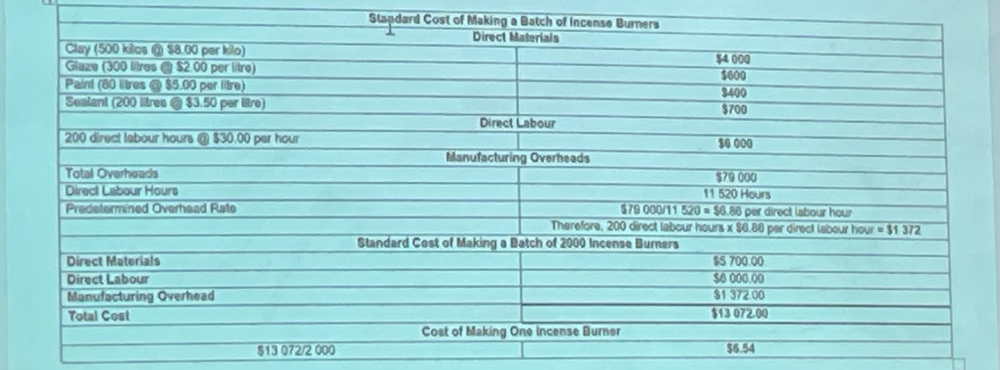 Standard Cost of Making a Batch of Incense Burners
Direct Materials
Clay (500 kilos @ $8.00 per kilo) $4 000
Glaze (300 litres @ $2.00 per litre) $600
Paint (80 litres @ $5.00 per litre) $400
Sealant (200 litres @ $3.50 per litre) $700
Direct Labour
200 direct labour hours @ $30.00 per hour $6 000
Manufacturing Overheads
Total Overheads $79 000
Direct Labour Hours 11 520 Hours
Predetermined Overhead Rate $79 000/11 520 = $6.86 per direct labour hour
Therefore, 200 direct labour hours x $6.86 per direct labour hour = $1 372
Standard Cost of Making a Batch of 2000 Incense Burners
Direct Materials $5 700.00
Direct Labour $6 000.00
Manufacturing Overhead $1 372.00
Total Cost $13 072.00
Cost of Making One Incense Burner
$13 072/2 000 $6.54